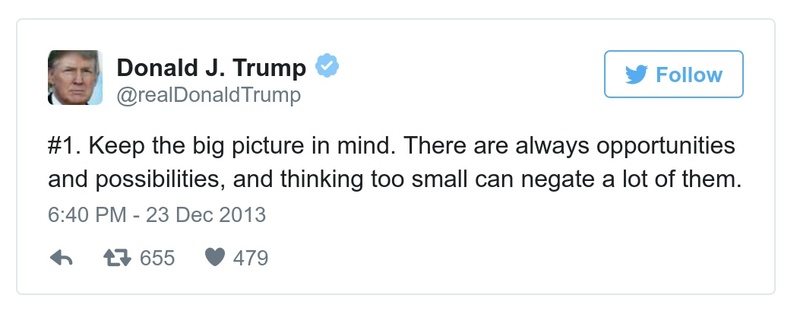 Donald J. Trump
Follow
@realDonaldTrump
#1. Keep the big picture in mind. There are always opportunities
and possibilities, and thinking too small can negate a lot of them.
6:40 PM - 23 Dec 2013
655 479